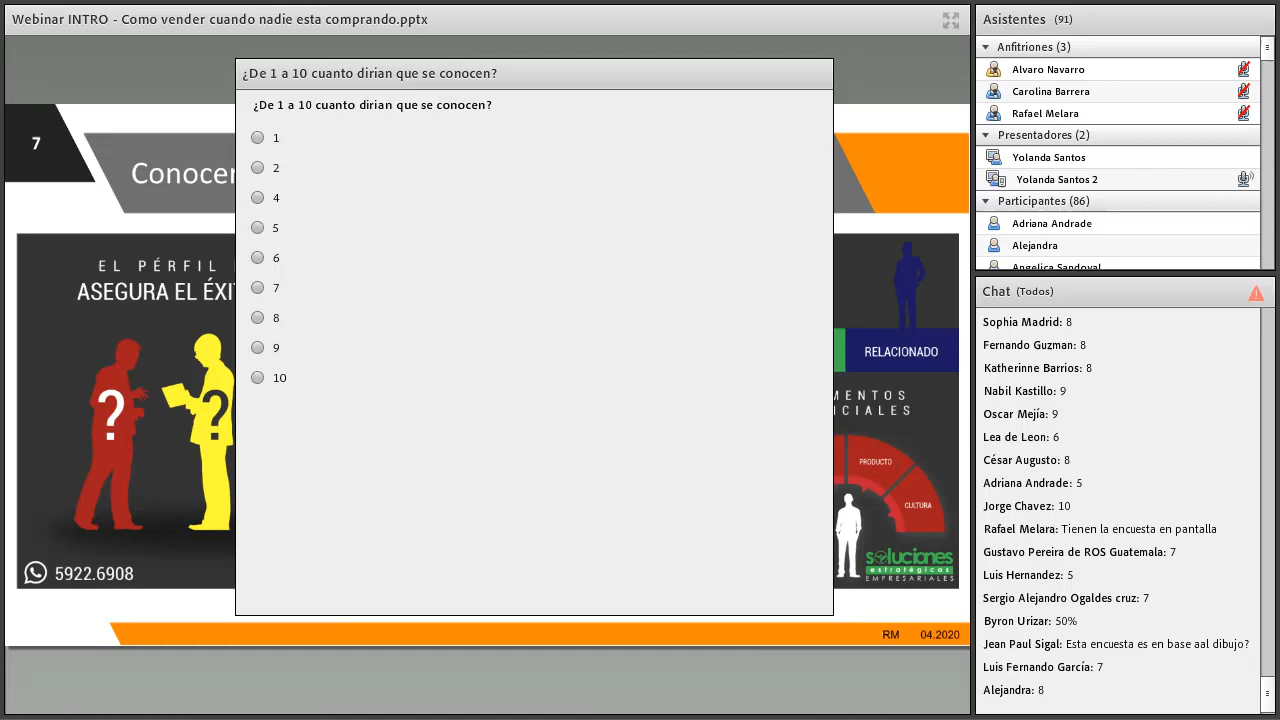 Webinar INTRO - Como vender cuando nadie esta comprando.pptx
¿De 1 a 10 cuanto dirian que se conocen?
¿De 1 a 10 cuanto dirian que se conocen?
1
2
4
5
6
7
8
9
10
7
Conocer
EL PÉRFIL
ASEGURA EL ÉXI
?
?
5922.6908
RELACIONADO
MENTOS
CIALES
PRODUCTO
CULTURA
soluciones
estratégicas
EMPRESARIALES
RM 04.2020
Asistentes (91)
Anfitriones (3)
Alvaro Navarro
Carolina Barrera
Rafael Melara
Presentadores (2)
Yolanda Santos
Yolanda Santos 2
Participantes (86)
Adriana Andrade
Alejandra
Angelica Sandoval
Chat (Todos)
Sophia Madrid: 8
Fernando Guzman: 8
Katherinne Barrios: 8
Nabil Kastillo: 9
Oscar Mejía: 9
Lea de Leon: 6
César Augusto: 8
Adriana Andrade: 5
Jorge Chavez: 10
Rafael Melara: Tienen la encuesta en pantalla
Gustavo Pereira de ROS Guatemala: 7
Luis Hernandez: 5
Sergio Alejandro Ogaldes cruz: 7
Byron Urizar: 50%
Jean Paul Sigal: Esta encuesta es en base aal dibujo?
Luis Fernando García: 7
Alejandra: 8